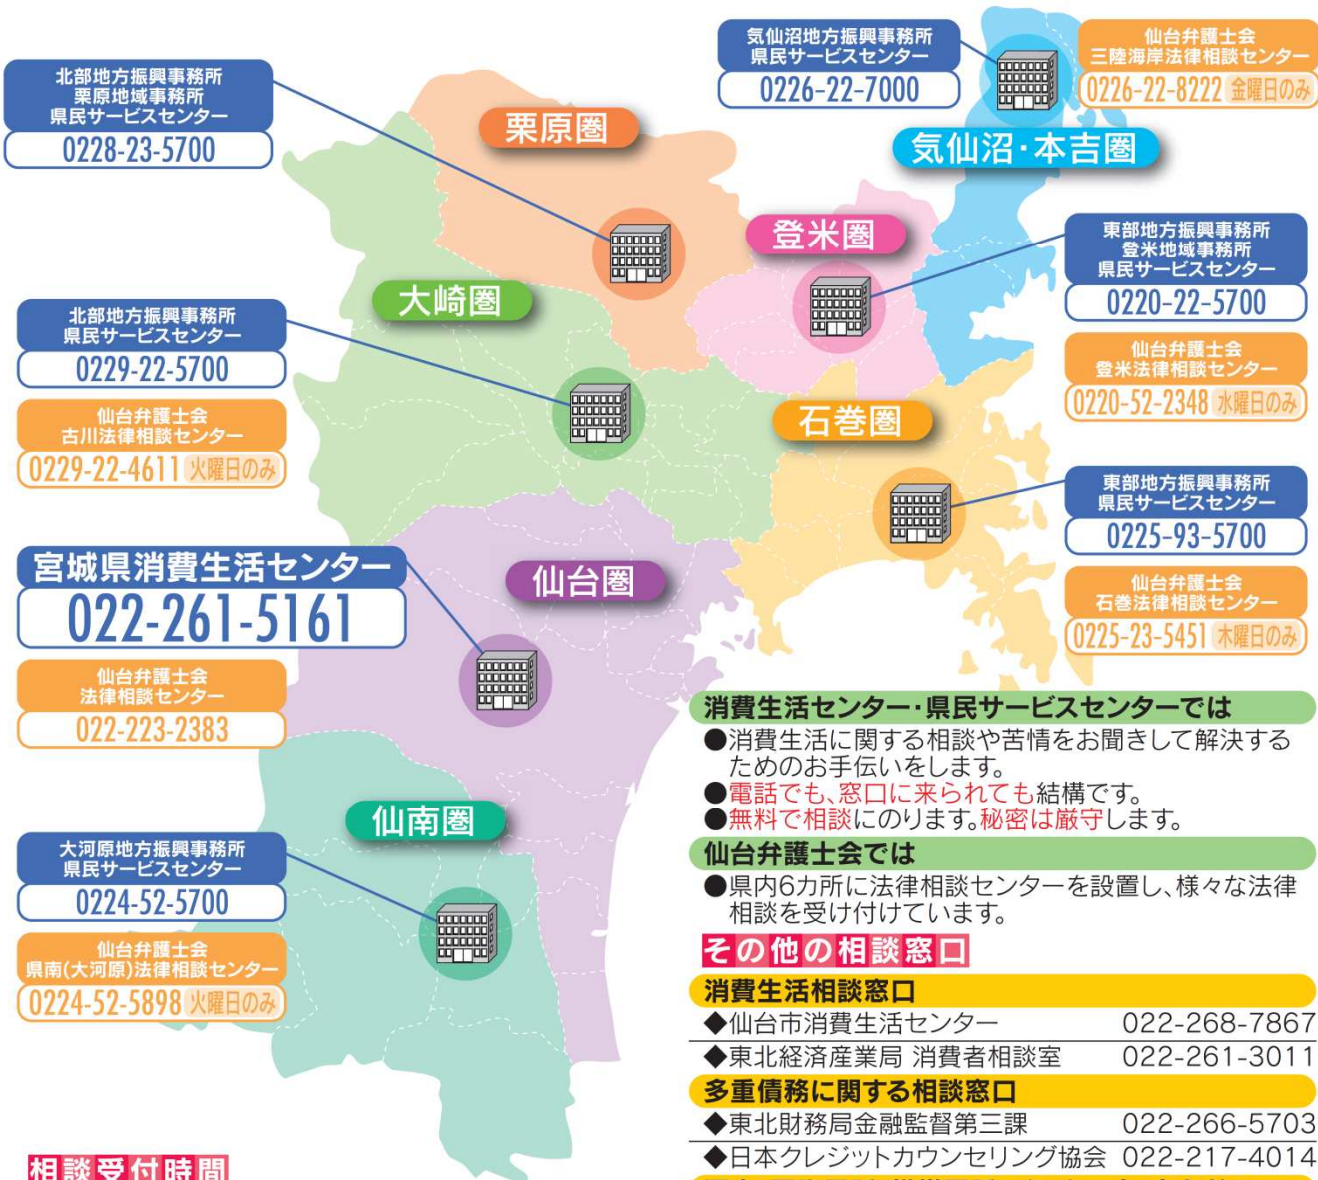 気仙沼地方振興事務所
県民サービスセンター
0226-22-7000
仙台弁護士会
三陸海岸法律相談センター
0226-22-8222 金曜日のみ
北部地方振興事務所
栗原地域事務所
県民サービスセンター
0228-23-5700
栗原圏
気仙沼・本吉圏
登米圏
東部地方振興事務所
登米地域事務所
県民サービスセンター
0220-22-5700
仙台弁護士会
登米法律相談センター
0220-52-2348 水曜日のみ
大崎圏
北部地方振興事務所
県民サービスセンター
0229-22-5700
仙台弁護士会
古川法律相談センター
0229-22-4611 火曜日のみ
石巻圏
東部地方振興事務所
県民サービスセンター
0225-93-5700
仙台弁護士会
石巻法律相談センター
0225-23-5451 木曜日のみ
宮城県消費生活センター
022-261-5161
仙台弁護士会
法律相談センター
022-223-2383
仙台圏
仙南圏
大河原地方振興事務所
県民サービスセンター
0224-52-5700
仙台弁護士会
県南(大河原)法律相談センター
0224-52-5898 火曜日のみ
消費生活センター・県民サービスセンターでは
●消費生活に関する相談や苦情をお聞きして解決する
ためのお手伝いをします。
●電話でも、窓口に来られても結構です。
●無料で相談にのります。秘密は厳守します。
仙台弁護士会では
●県内6カ所に法律相談センターを設置し、様々な法律
相談を受け付けています。
その他の相談窓口
消費生活相談窓口
◆仙台市消費生活センター 022-268-7867
◆東北経済産業局 消費者相談室 022-261-3011
多重債務に関する相談窓口
◆東北財務局金融監督第三課 022-266-5703
◆日本クレジットカウンセリング協会 022-217-4014
相談受付時間